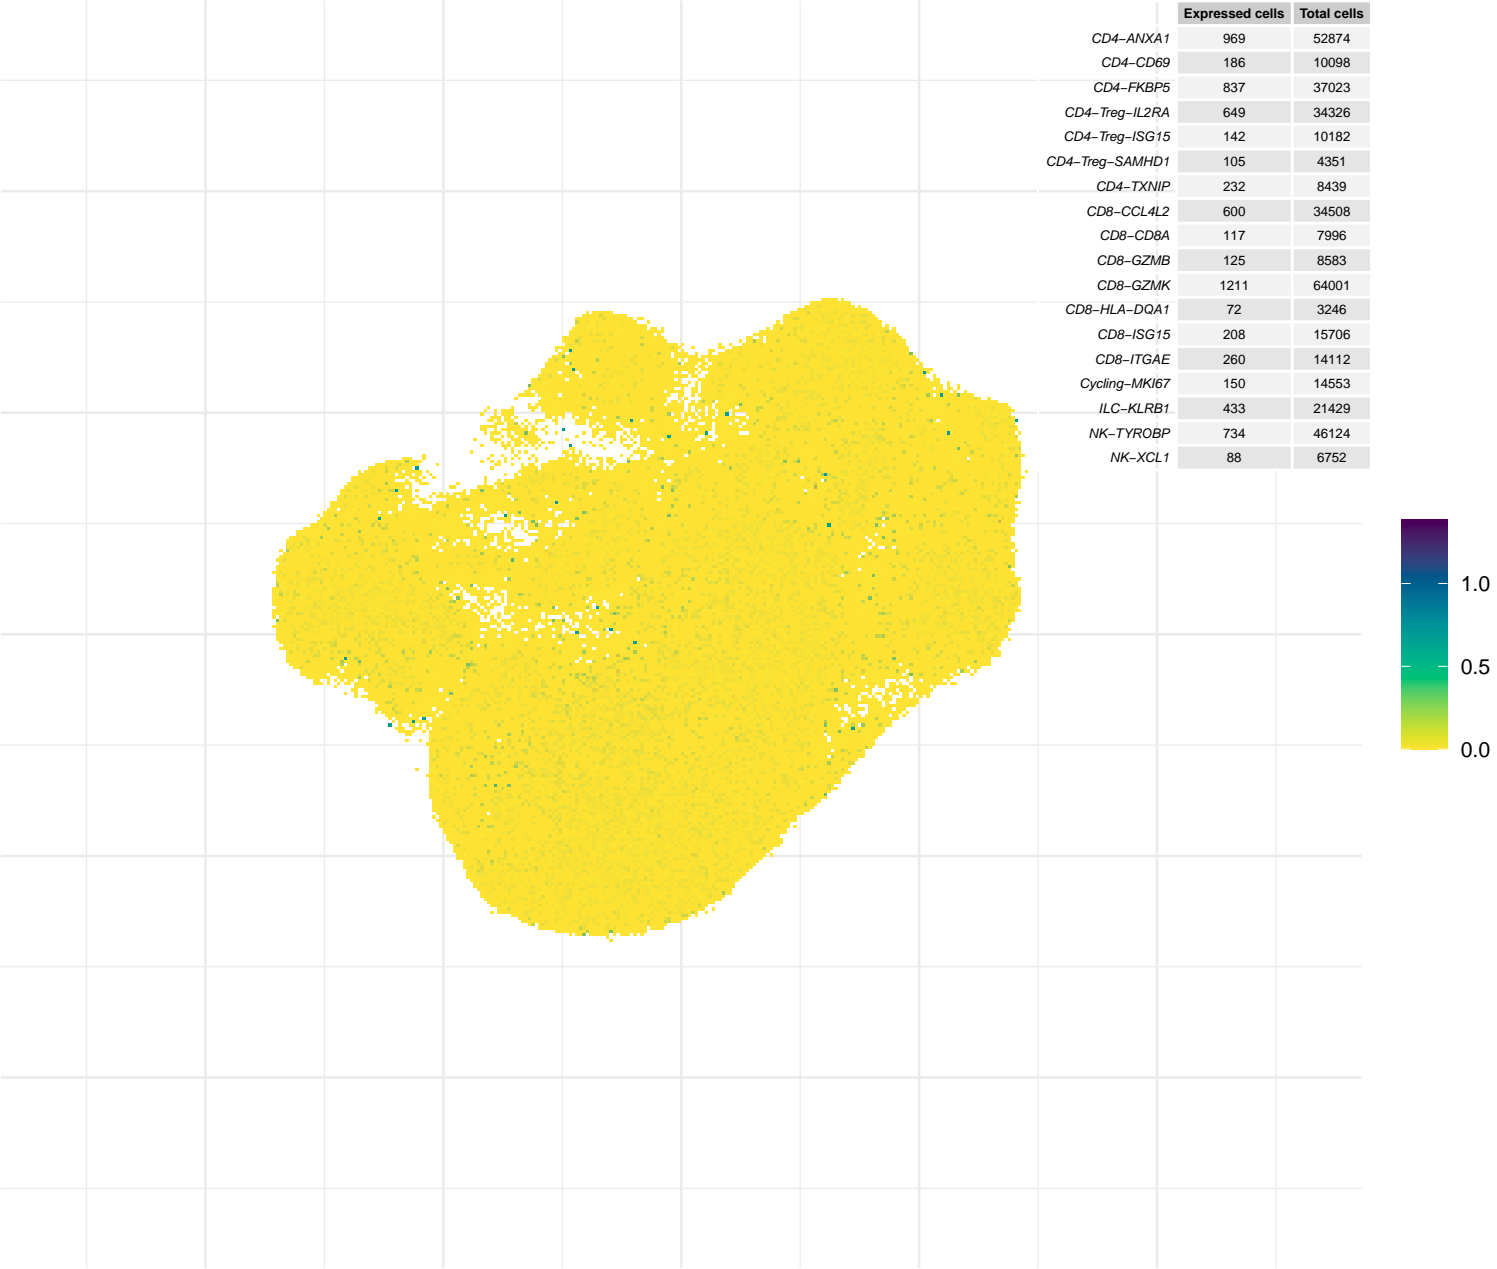 Expressed cells Total cells
CD4−ANXA1 969 52874
CD4−CD69 186 10098
CD4−FKBP5 837 37023
CD4−Treg−IL2RA 649 34326
CD4−Treg−ISG15 142 10182
CD4−Treg−SAMHD1 105 4351
CD4−TXNIP 232 8439
CD8−CCL4L2 600 34508
CD8−CD8A 117 7996
CD8−GZMB 125 8583
CD8−GZMK 1211 64001
CD8−HLA−DQA1 72 3246
CD8−ISG15 208 15706
CD8−ITGAE 260 14112
Cycling−MKI67 150 14553
ILC−KLRB1 433 21429
NK−TYROBP 734 46124
NK−XCL1 88 6752
1.0
0.5
0.0